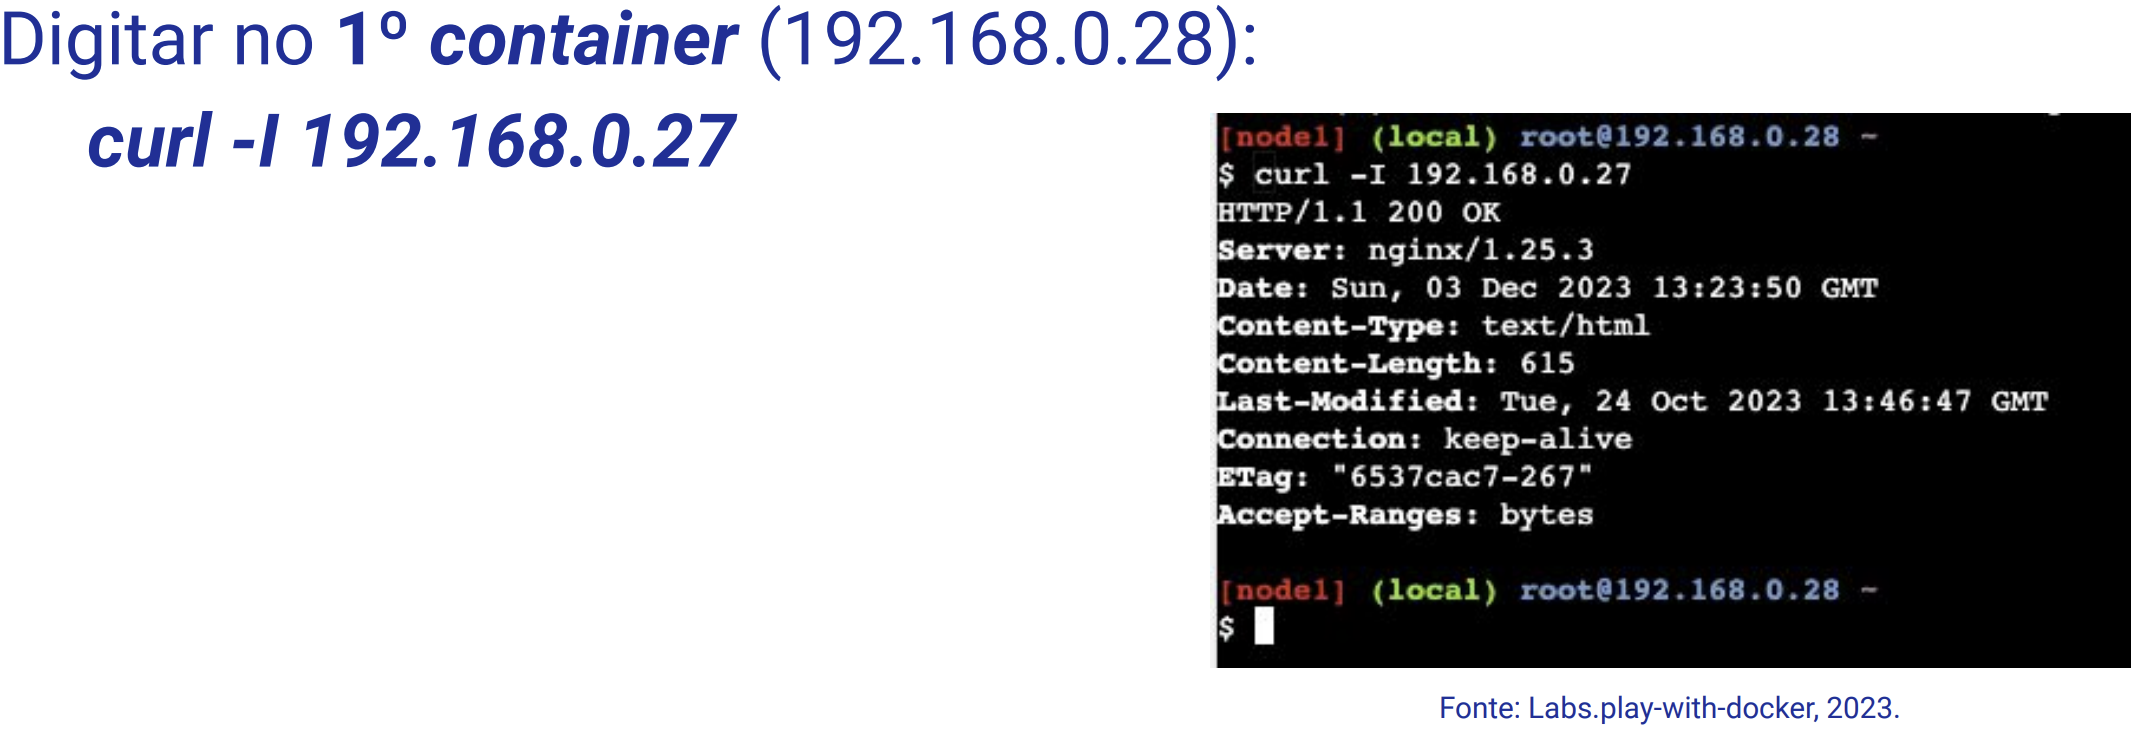 Digitar no 1º container (192.168.0.28):
curl -I 192.168.0.27
[node1] (local) root@192.168.0.28 ~
$ curl -I 192.168.0.27
HTTP/1.1 200 OK
Server: nginx/1.25.3
Date: Sun, 03 Dec 2023 13:23:50 GMT
Content-Type: text/html
Content-Length: 615
Last-Modified: Tue, 24 Oct 2023 13:46:47 GMT
Connection: keep-alive
ETag: "6537cac7-267"
Accept-Ranges: bytes
[node1] (local) root@192.168.0.28 ~
$
Fonte: Labs.play-with-docker, 2023.